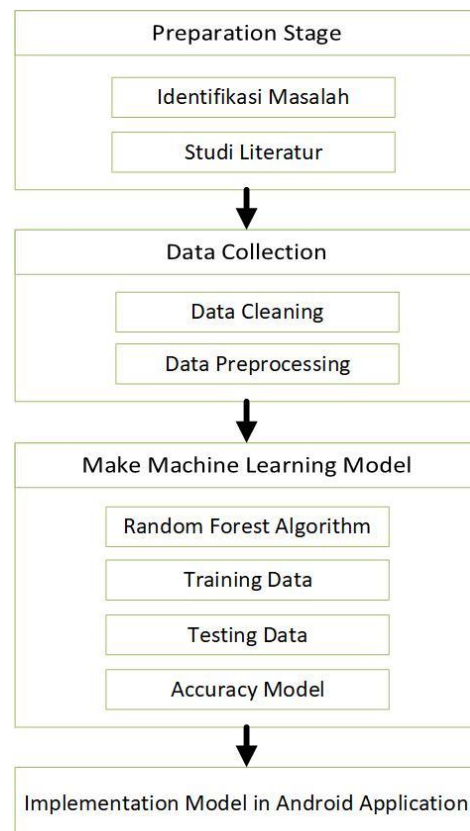 Preparation Stage
Identifikasi Masalah
Studi Literatur
Data Collection
Data Cleaning
Data Preprocessing
Make Machine Learning Model
Random Forest Algorithm
Training Data
Testing Data
Accuracy Model
Implementation Model in Android Application